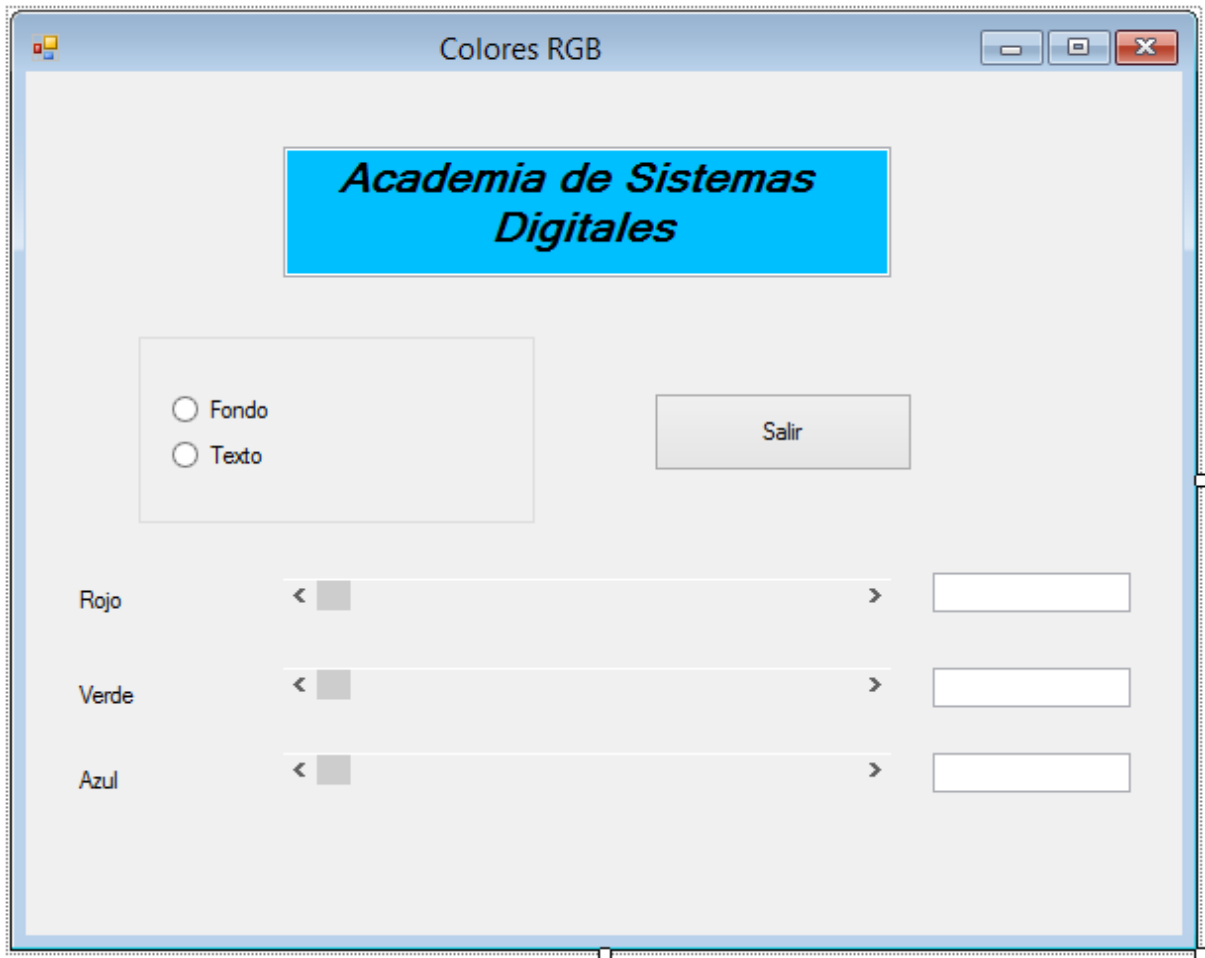 Colores RGB
Academia de Sistemas
Digitales
Fondo
Texto
Salir
Rojo
Verde
Azul